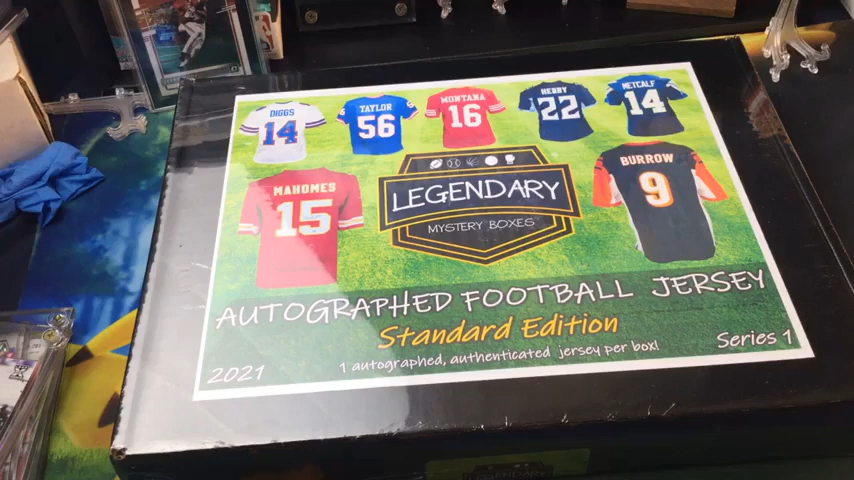 DIGGS
14
TAYLOR
56
MONTANA
16
HENRY
22
METCALF
14
MAHOMES
15
BURROW
9
LEGENDARY
MYSTERY BOXES
AUTOGRAPHED FOOTBALL JERSEY
Standard Edition
1 autographed, authenticated jersey per box!
2021
Series 1